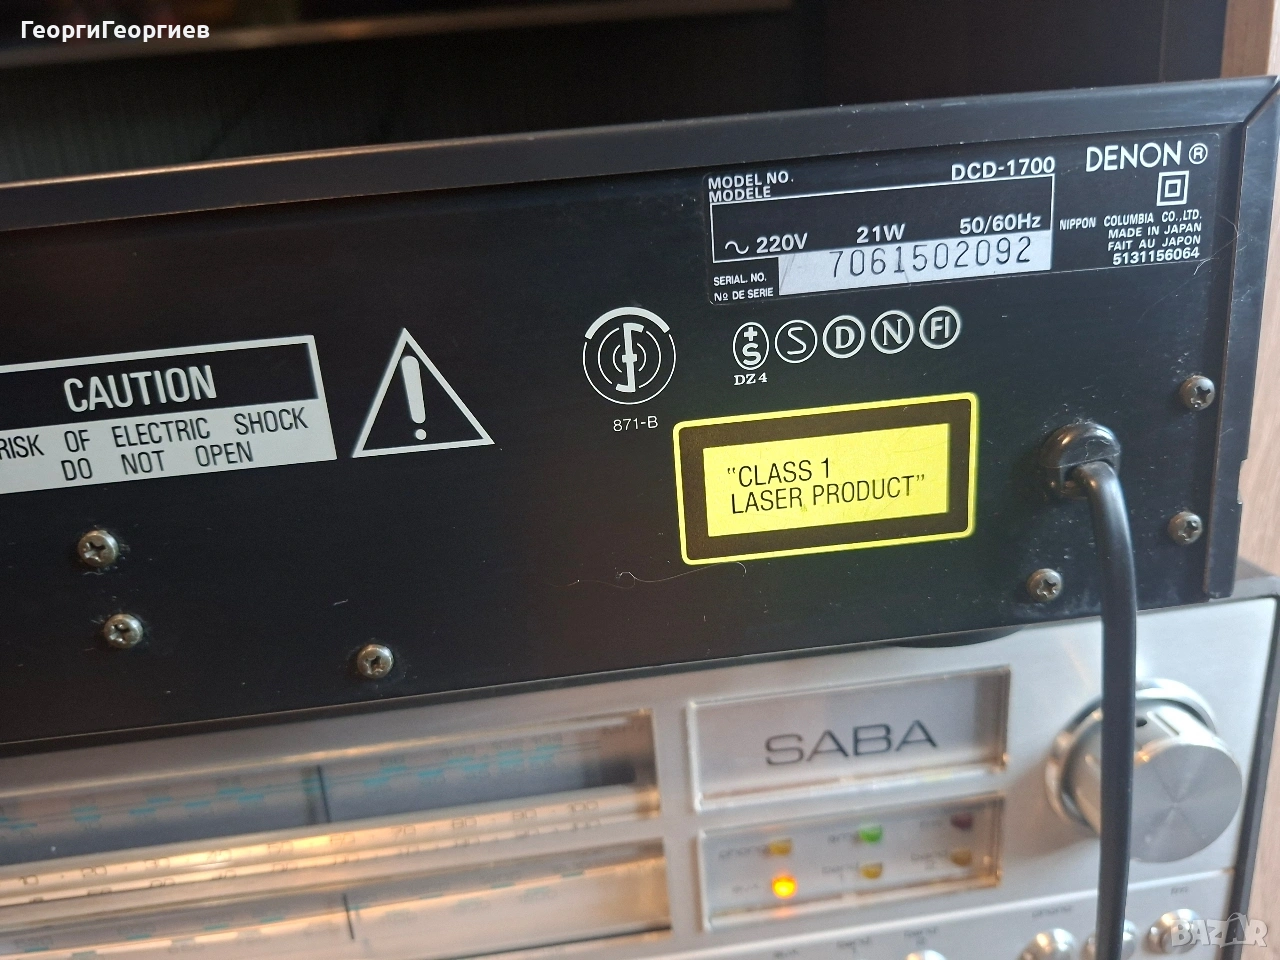 ГеоргиГеоргиев
MODEL NO.
MODELE
DCD-1700
DENON ®
220V 21W 50/60Hz
NIPPON COLUMBIA CO.,LTD.
MADE IN JAPAN
FAIT AU JAPON
5131156064
SERIAL. NO.
Nº DE SERIE
7061502092
S S D N FI
DZ4
871-B
CAUTION
RISK OF ELECTRIC SHOCK
DO NOT OPEN
"CLASS 1
LASER PRODUCT"
SABA
BAZAR